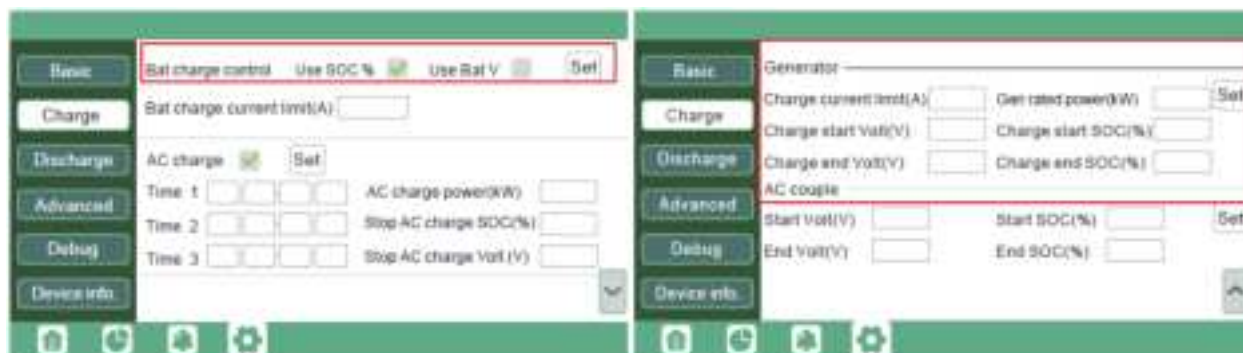 Basic
Charge
Discharge
Advanced
Debug
Device info.
Bat charge control Use SOC % Use Bat V Set
Bat charge current limit(A)
AC charge Set
Time 1 AC charge power(kW)
Time 2 Stop AC charge SOC(%)
Time 3 Stop AC charge Volt (V)
Basic
Charge
Discharge
Advanced
Debug
Device info.
Generator
Charge current limit(A) Gen rated power(kW) Set
Charge start Volt(V) Charge start SOC(%)
Charge end Volt(V) Charge end SOC(%)
AC couple
Start Volt(V) Start SOC(%) Set
End Volt(V) End SOC(%)